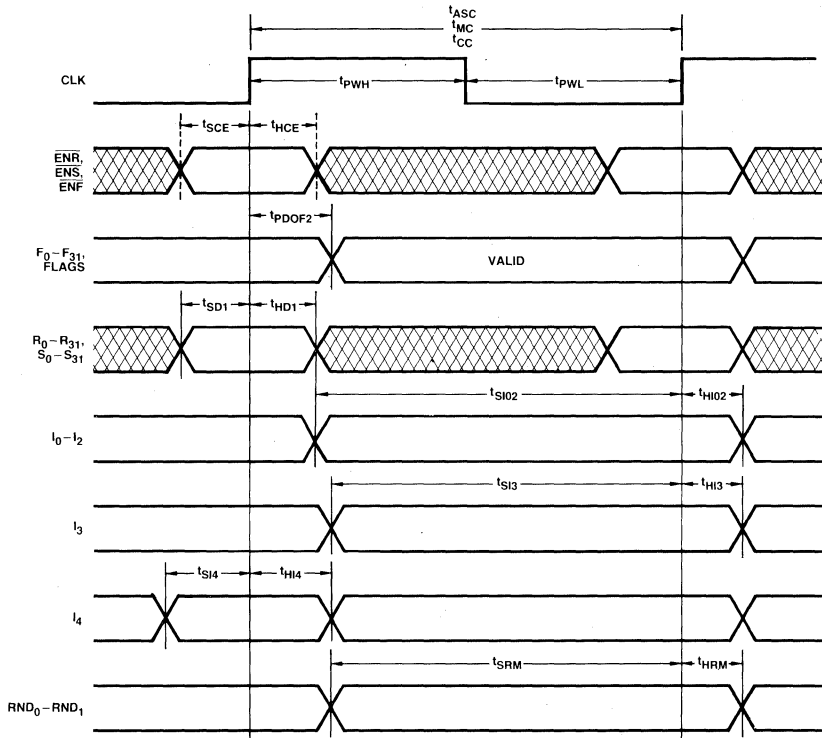 tASC
tMC
tCC
CLK
tPWH
tPWL
tSCE
tHCE
ENR,
ENS,
ENF
tPDOF2
F0–F31,
FLAGS
VALID
tSD1
tHD1
R0–R31,
S0–S31
tSI02
tHI02
I0–I2
tSI3
tHI3
I3
tSI4
tHI4
I4
tSRM
tHRM
RND0–RND1